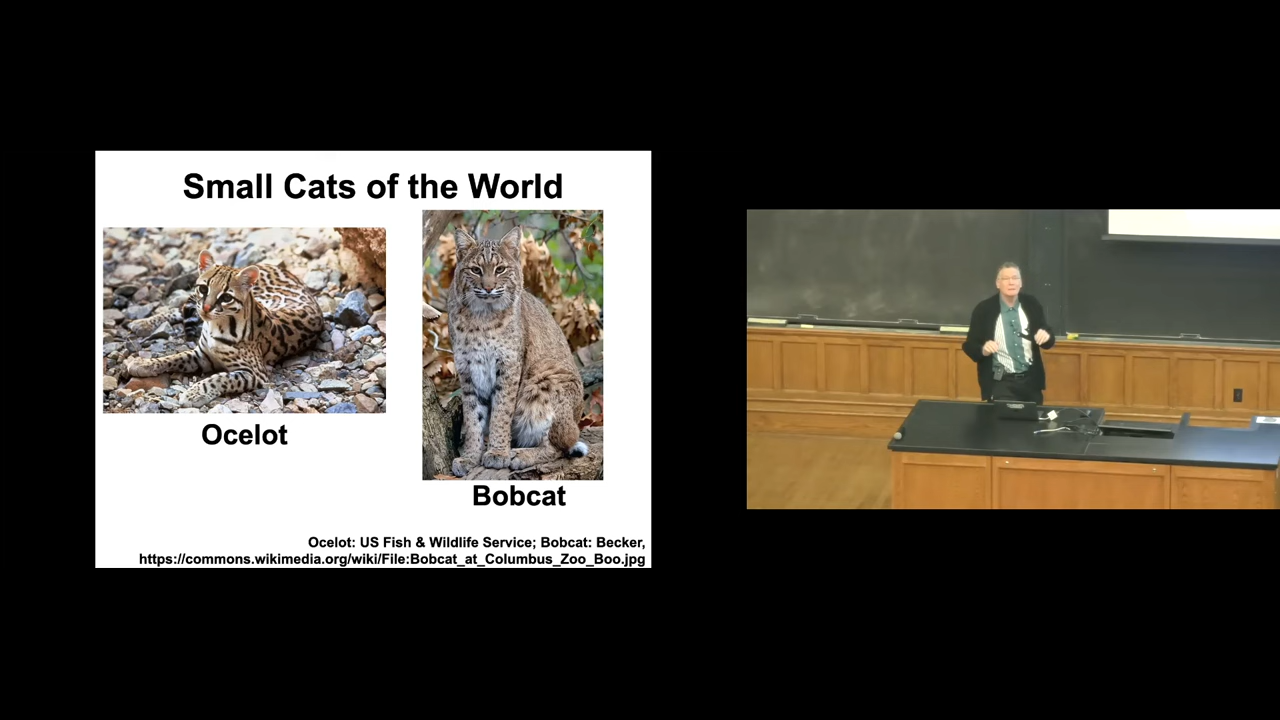 Small Cats of the World
Ocelot
Bobcat
Ocelot: US Fish & Wildlife Service; Bobcat: Becker,
https://commons.wikimedia.org/wiki/File:Bobcat_at_Columbus_Zoo_Boo.jpg